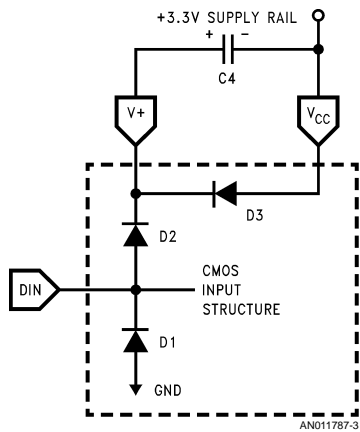 +3.3V SUPPLY RAIL
+ −
C4
V+
VCC
D3
D2
CMOS
INPUT
STRUCTURE
DIN
D1
GND
AN011787-3